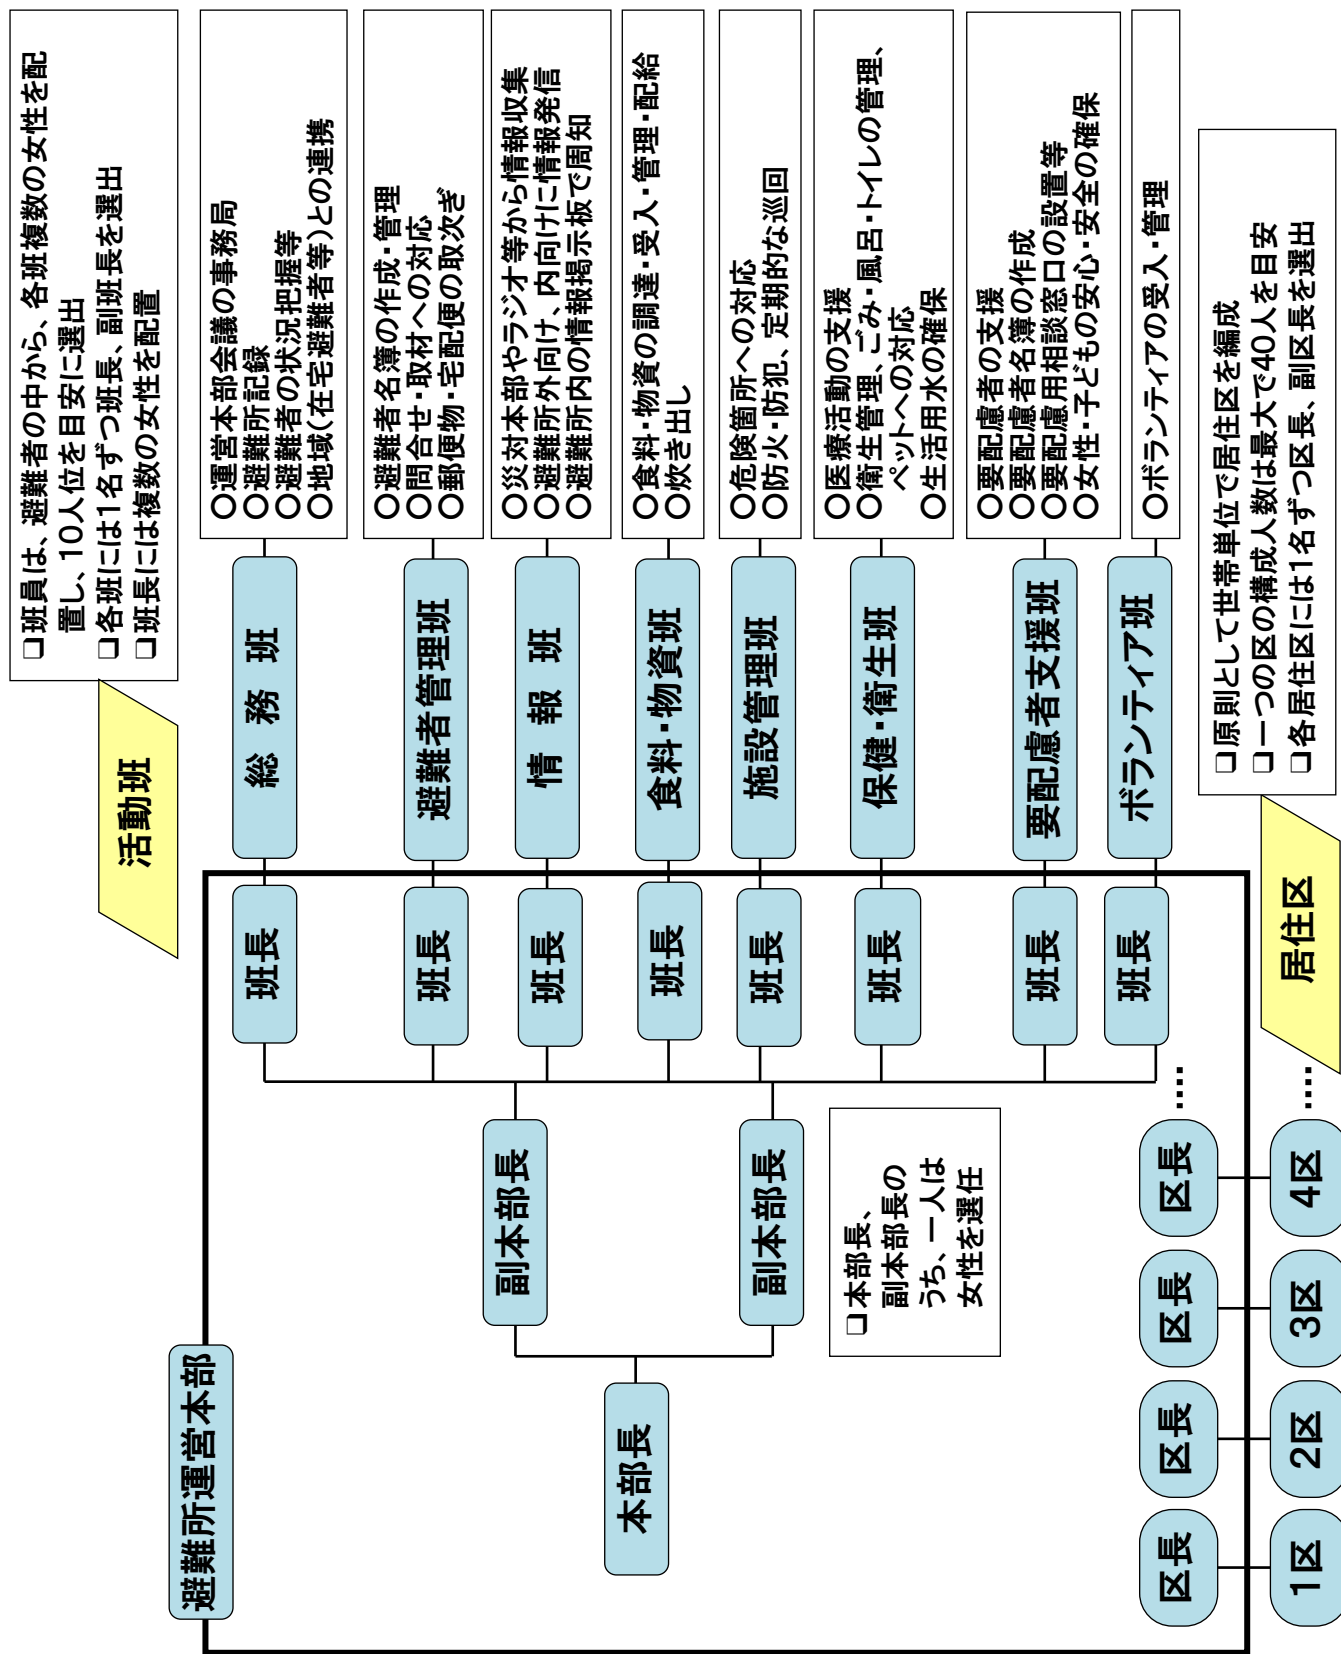 避難所運営本部
本部長
副本部長
副本部長
❑本部長、
副本部長の
うち、一人は
女性を選任
活動班
❑班員は、避難者の中から、各班複数の女性を配
置し、10人位を目安に選出
❑各班には1名ずつ班長、副班長を選出
❑班長には複数の女性を配置
班長
総務班
○運営本部会議の事務局
○避難所記録
○避難者の状況把握等
○地域(在宅避難者等)との連携
班長
避難者管理班
○避難者名簿の作成・管理
○問合せ・取材への対応
○郵便物・宅配便の取次ぎ
班長
情報班
○災対本部やラジオ等から情報収集
○避難所外向け、内向けに情報発信
○避難所内の情報掲示板で周知
班長
食料・物資班
○食料・物資の調達・受入・管理・配給
○炊き出し
班長
施設管理班
○危険箇所への対応
○防火・防犯、定期的な巡回
班長
保健・衛生班
○医療活動の支援
○衛生管理、ごみ・風呂・トイレの管理、
ペットへの対応
○生活用水の確保
班長
要配慮者支援班
○要配慮者の支援
○要配慮者名簿の作成
○要配慮用相談窓口の設置等
○女性・子どもの安心・安全の確保
班長
ボランティア班
○ボランティアの受入・管理
区長
区長
区長
区長
‥‥
1区
2区
3区
4区
‥‥
居住区
❑原則として世帯単位で居住区を編成
❑一つの区の構成人数は最大で40人を目安
❑各居住区には1名ずつ区長、副区長を選出